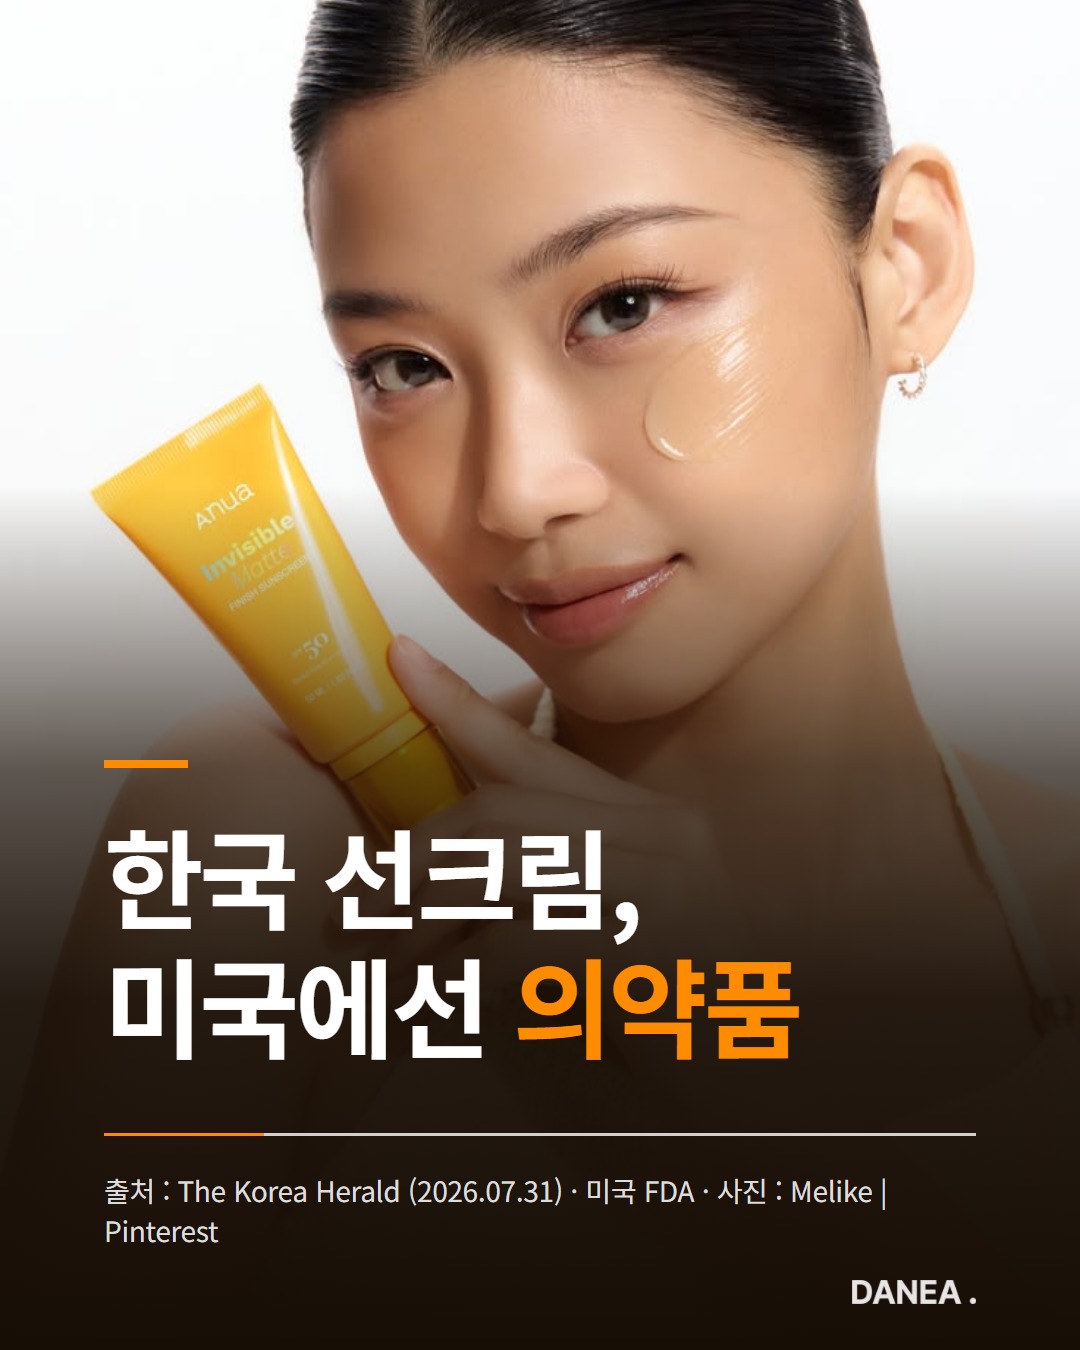 Anua
Invisible
Matte
FINISH SUNSCREEN
50
한국 선크림,
미국에선 의약품
출처 : The Korea Herald (2026.07.31) · 미국 FDA · 사진 : Melike |
Pinterest
DANEA .